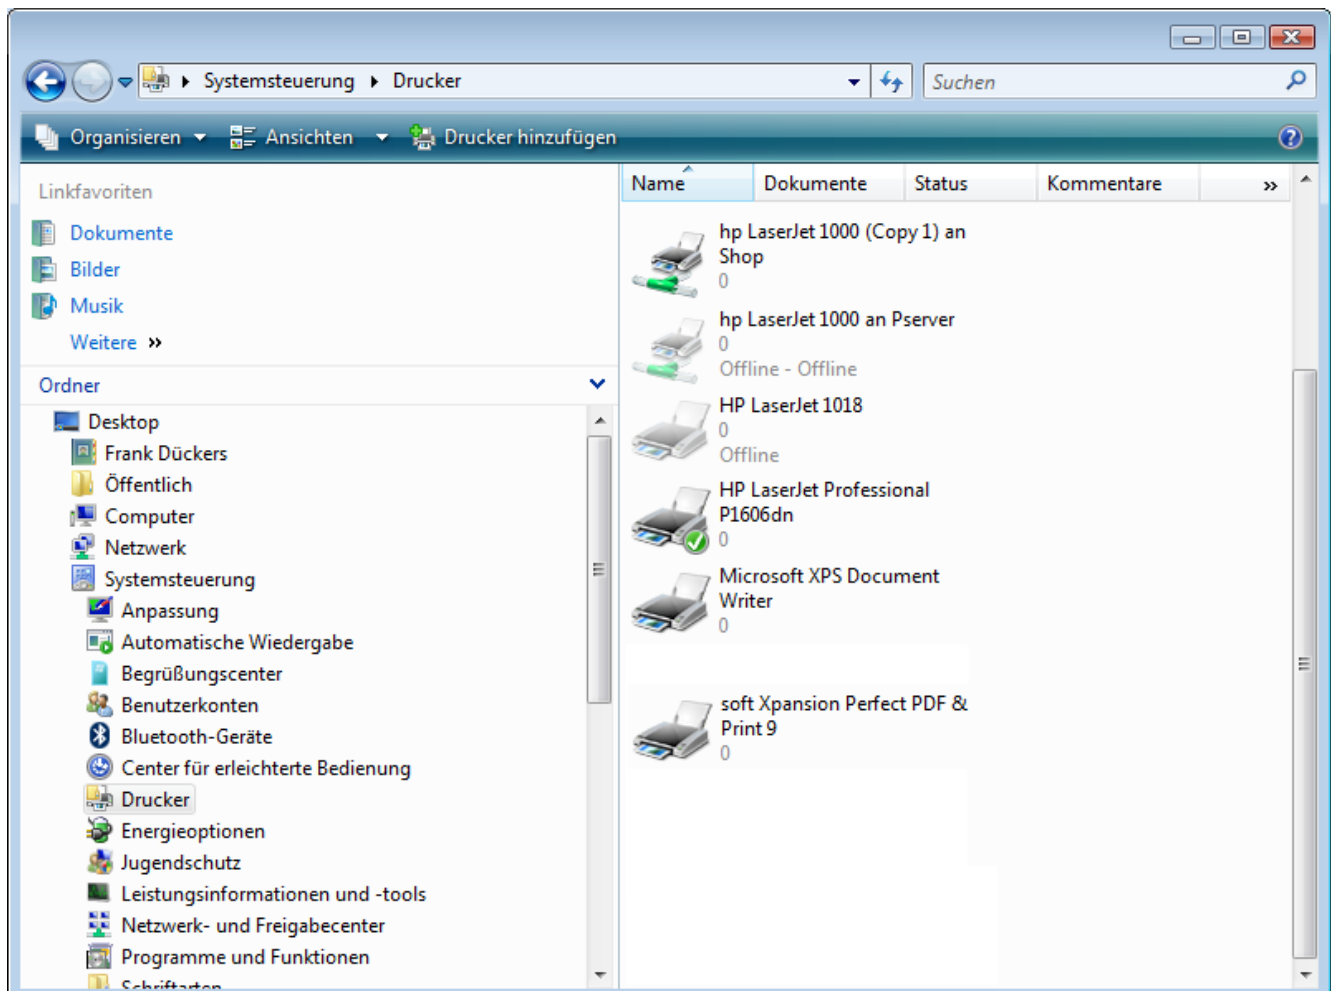 Systemsteuerung Drucker
Suchen
Organisieren Ansichten Drucker hinzufügen
Linkfavoriten
Dokumente
Bilder
Musik
Weitere »
Ordner
Desktop
Frank Dückers
Öffentlich
Computer
Netzwerk
Systemsteuerung
Anpassung
Automatische Wiedergabe
Begrüßungscenter
Benutzerkonten
Bluetooth-Geräte
Center für erleichterte Bedienung
Drucker
Energieoptionen
Jugendschutz
Leistungsinformationen und -tools
Netzwerk- und Freigabecenter
Programme und Funktionen
Schriftarten
Name Dokumente Status Kommentare »
hp LaserJet 1000 (Copy 1) an
Shop
0
hp LaserJet 1000 an Pserver
0
Offline - Offline
HP LaserJet 1018
0
Offline
HP LaserJet Professional
P1606dn
0
Microsoft XPS Document
Writer
0
soft Xpansion Perfect PDF &
Print 9
0